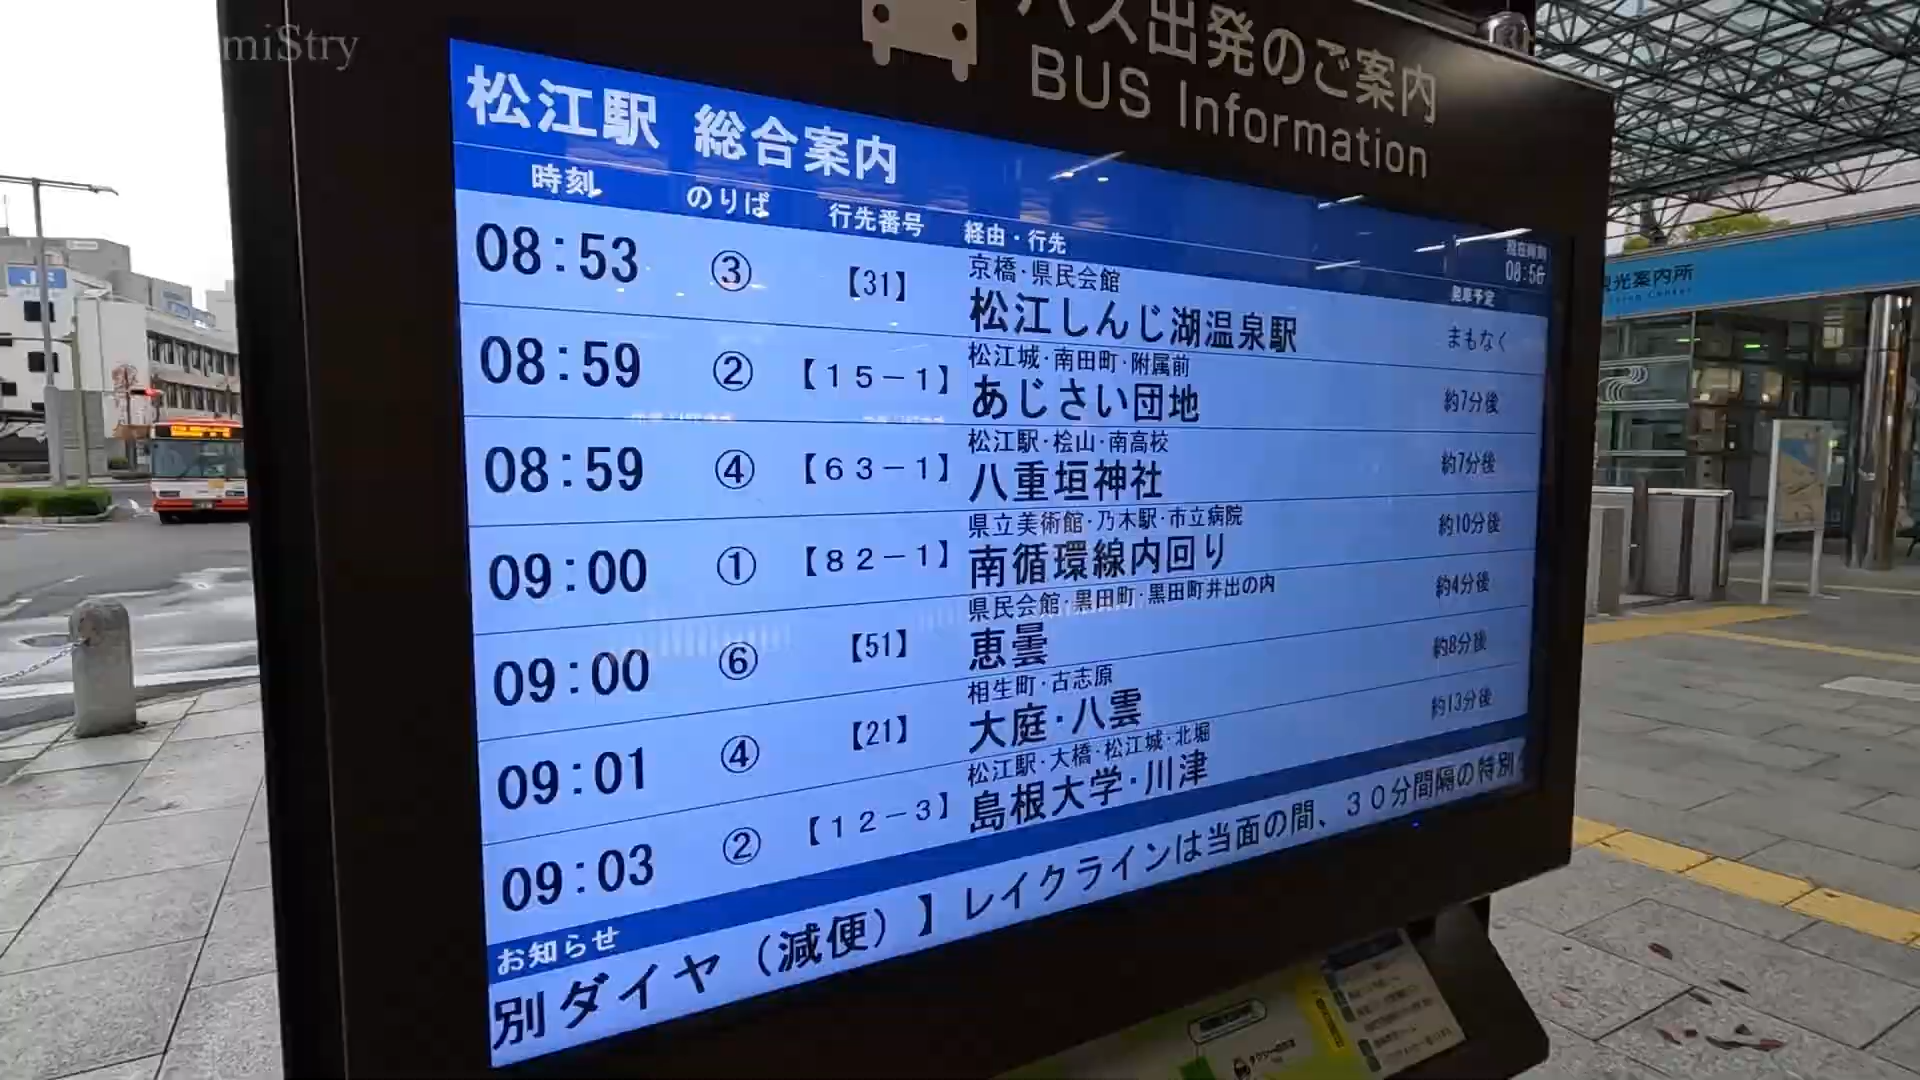 miStry
バス出発のご案内
BUS Information
松江駅 総合案内
現在時刻
08:56
時刻 のりば 行先番号 経由・行先 発車予定
08:53 ③ 【31】 京橋・県民会館
松江しんじ湖温泉駅 まもなく
08:59 ② 【15-1】 松江城・南田町・附属前
あじさい団地 約7分後
08:59 ④ 【63-1】 松江駅・桧山・南高校
八重垣神社 約7分後
09:00 ① 【82-1】 県立美術館・乃木駅・市立病院
南循環線内回り 約10分後
09:00 ⑥ 【51】 県民会館・黒田町・黒田町井出の内
恵曇 約4分後
09:01 ④ 【21】 相生町・古志原
大庭・八雲 約8分後
09:03 ② 【12-3】 松江駅・大橋・松江城・北堀
島根大学・川津 約13分後
お知らせ
別ダイヤ（減便）】レイクラインは当面の間、30分間隔の特別
光案内所